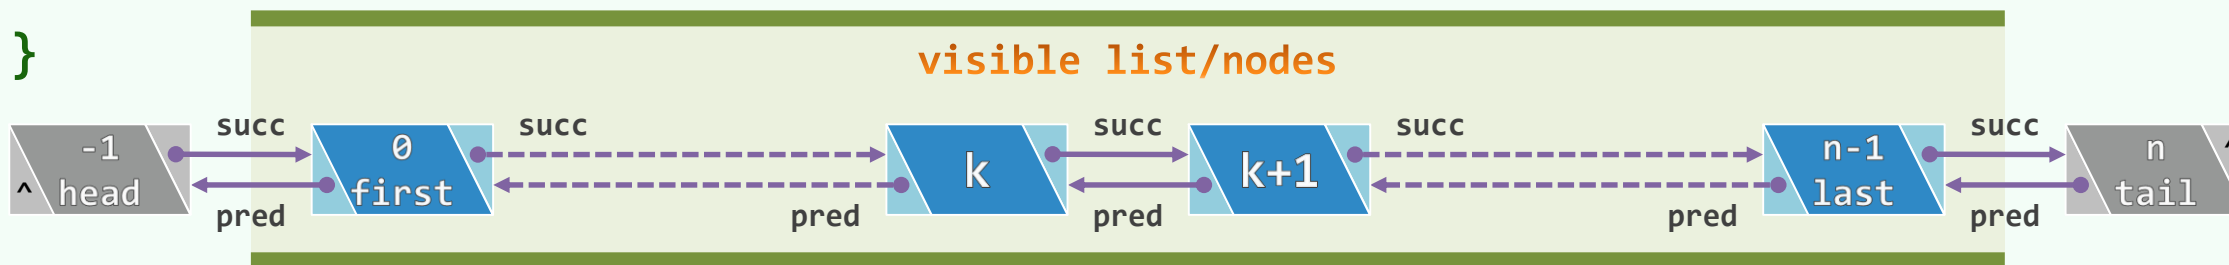 }
visible list/nodes
succ succ succ succ succ
-1 0 n-1 n
k k+1
^ head first last tail ^
pred pred pred pred pred